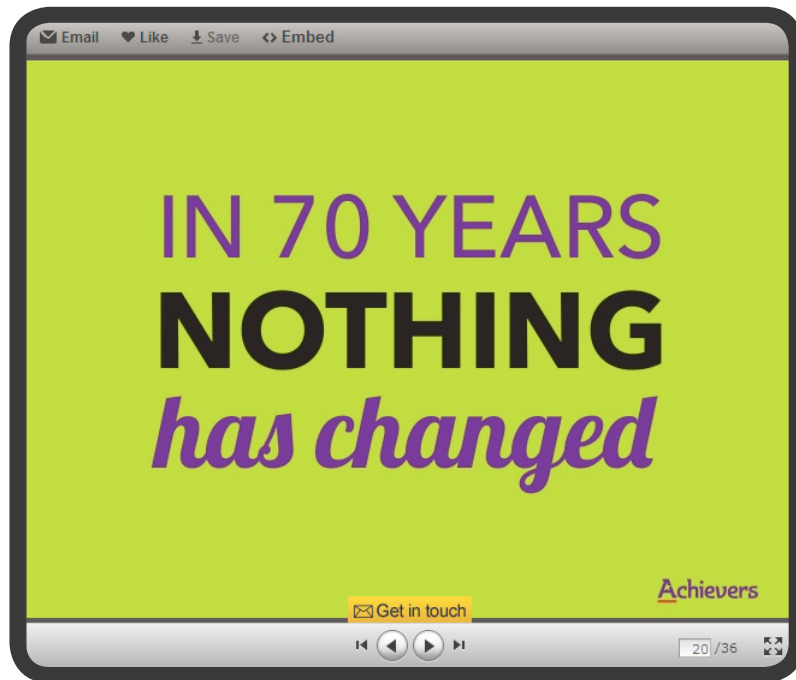 Email Like Save Embed
IN 70 YEARS
NOTHING
has changed
Achievers
Get in touch
20 /36